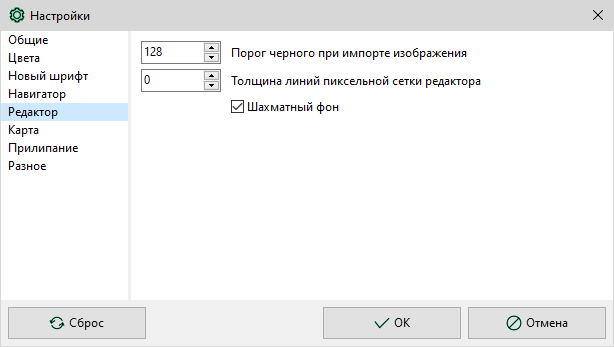 Настройки
Общие
Цвета
Новый шрифт
Навигатор
Редактор
Карта
Прилипание
Разное
128 Порог черного при импорте изображения
0 Толщина линий пиксельной сетки редактора
Шахматный фон
Сброс
ОК
Отмена